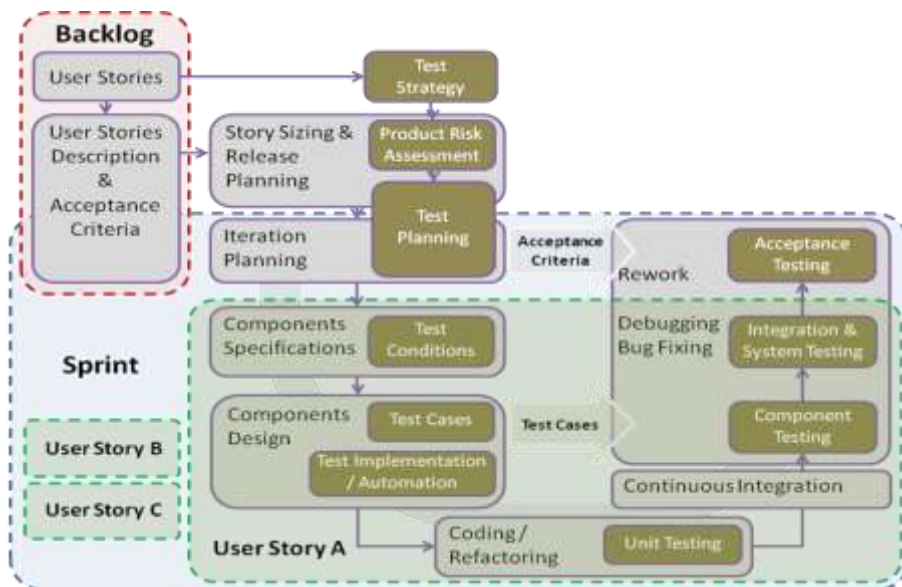 Backlog
User Stories
Test
Strategy
User Stories
Description
&
Acceptance
Criteria
Story Sizing &
Release
Planning
Product Risk
Assessment
Test
Planning
Iteration
Planning
Acceptance
Criteria
Acceptance
Testing
Rework
Components
Specifications
Test
Conditions
Debugging
Bug Fixing
Integration &
System Testing
Sprint
Components
Design
Test Cases
Test Implementation
/ Automation
Test Cases
Component
Testing
User Story B
User Story C
Continuous Integration
User Story A
Coding/
Refactoring
Unit Testing